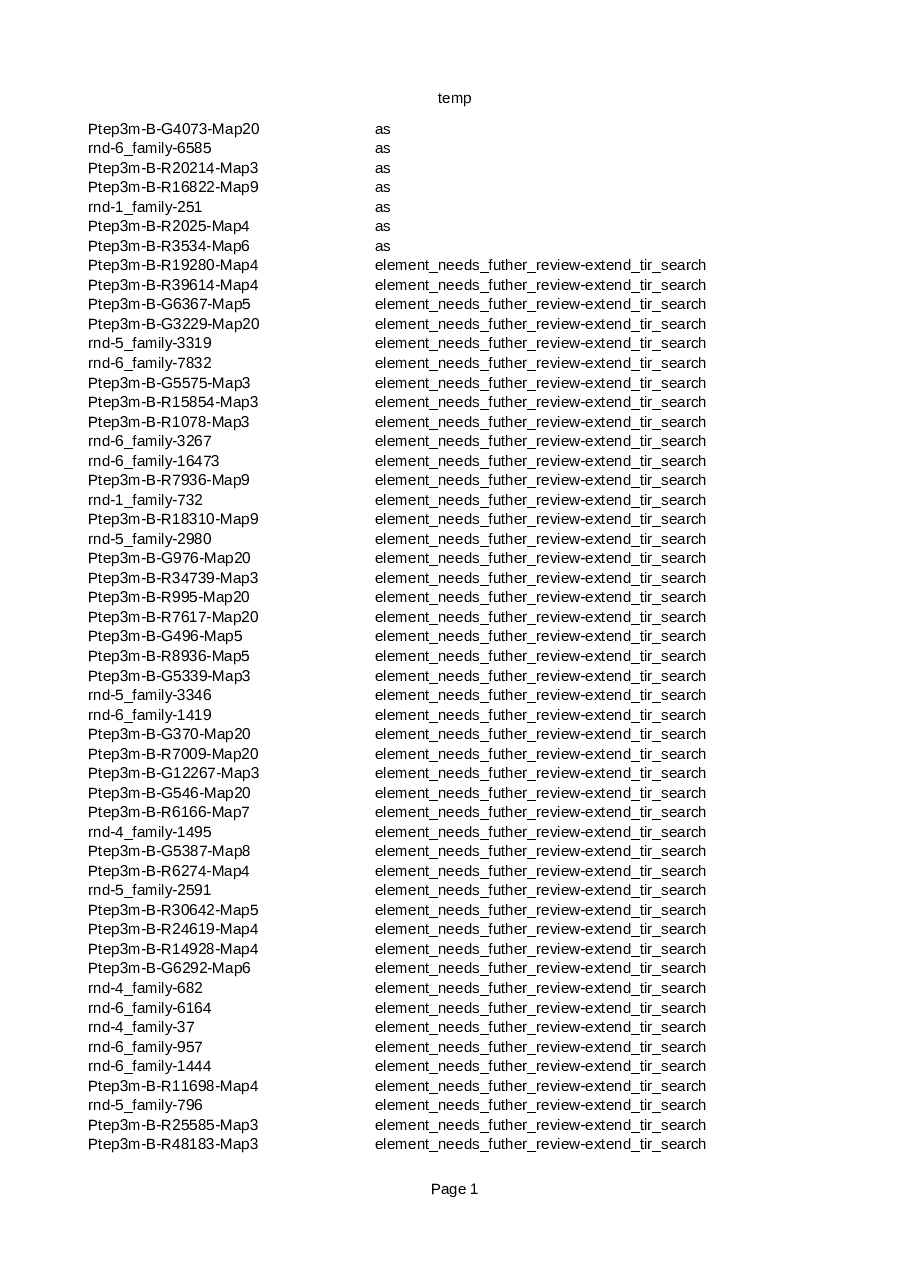 temp
Ptep3m-B-G4073-Map20 as
rnd-6_family-6585 as
Ptep3m-B-R20214-Map3 as
Ptep3m-B-R16822-Map9 as
rnd-1_family-251 as
Ptep3m-B-R2025-Map4 as
Ptep3m-B-R3534-Map6 as
Ptep3m-B-R19280-Map4 element_needs_futher_review-extend_tir_search
Ptep3m-B-R39614-Map4 element_needs_futher_review-extend_tir_search
Ptep3m-B-G6367-Map5 element_needs_futher_review-extend_tir_search
Ptep3m-B-G3229-Map20 element_needs_futher_review-extend_tir_search
rnd-5_family-3319 element_needs_futher_review-extend_tir_search
rnd-6_family-7832 element_needs_futher_review-extend_tir_search
Ptep3m-B-G5575-Map3 element_needs_futher_review-extend_tir_search
Ptep3m-B-R15854-Map3 element_needs_futher_review-extend_tir_search
Ptep3m-B-R1078-Map3 element_needs_futher_review-extend_tir_search
rnd-6_family-3267 element_needs_futher_review-extend_tir_search
rnd-6_family-16473 element_needs_futher_review-extend_tir_search
Ptep3m-B-R7936-Map9 element_needs_futher_review-extend_tir_search
rnd-1_family-732 element_needs_futher_review-extend_tir_search
Ptep3m-B-R18310-Map9 element_needs_futher_review-extend_tir_search
rnd-5_family-2980 element_needs_futher_review-extend_tir_search
Ptep3m-B-G976-Map20 element_needs_futher_review-extend_tir_search
Ptep3m-B-R34739-Map3 element_needs_futher_review-extend_tir_search
Ptep3m-B-R995-Map20 element_needs_futher_review-extend_tir_search
Ptep3m-B-R7617-Map20 element_needs_futher_review-extend_tir_search
Ptep3m-B-G496-Map5 element_needs_futher_review-extend_tir_search
Ptep3m-B-R8936-Map5 element_needs_futher_review-extend_tir_search
Ptep3m-B-G5339-Map3 element_needs_futher_review-extend_tir_search
rnd-5_family-3346 element_needs_futher_review-extend_tir_search
rnd-6_family-1419 element_needs_futher_review-extend_tir_search
Ptep3m-B-G370-Map20 element_needs_futher_review-extend_tir_search
Ptep3m-B-R7009-Map20 element_needs_futher_review-extend_tir_search
Ptep3m-B-G12267-Map3 element_needs_futher_review-extend_tir_search
Ptep3m-B-G546-Map20 element_needs_futher_review-extend_tir_search
Ptep3m-B-R6166-Map7 element_needs_futher_review-extend_tir_search
rnd-4_family-1495 element_needs_futher_review-extend_tir_search
Ptep3m-B-G5387-Map8 element_needs_futher_review-extend_tir_search
Ptep3m-B-R6274-Map4 element_needs_futher_review-extend_tir_search
rnd-5_family-2591 element_needs_futher_review-extend_tir_search
Ptep3m-B-R30642-Map5 element_needs_futher_review-extend_tir_search
Ptep3m-B-R24619-Map4 element_needs_futher_review-extend_tir_search
Ptep3m-B-R14928-Map4 element_needs_futher_review-extend_tir_search
Ptep3m-B-G6292-Map6 element_needs_futher_review-extend_tir_search
rnd-4_family-682 element_needs_futher_review-extend_tir_search
rnd-6_family-6164 element_needs_futher_review-extend_tir_search
rnd-4_family-37 element_needs_futher_review-extend_tir_search
rnd-6_family-957 element_needs_futher_review-extend_tir_search
rnd-6_family-1444 element_needs_futher_review-extend_tir_search
Ptep3m-B-R11698-Map4 element_needs_futher_review-extend_tir_search
rnd-5_family-796 element_needs_futher_review-extend_tir_search
Ptep3m-B-R25585-Map3 element_needs_futher_review-extend_tir_search
Ptep3m-B-R48183-Map3 element_needs_futher_review-extend_tir_search
Page 1